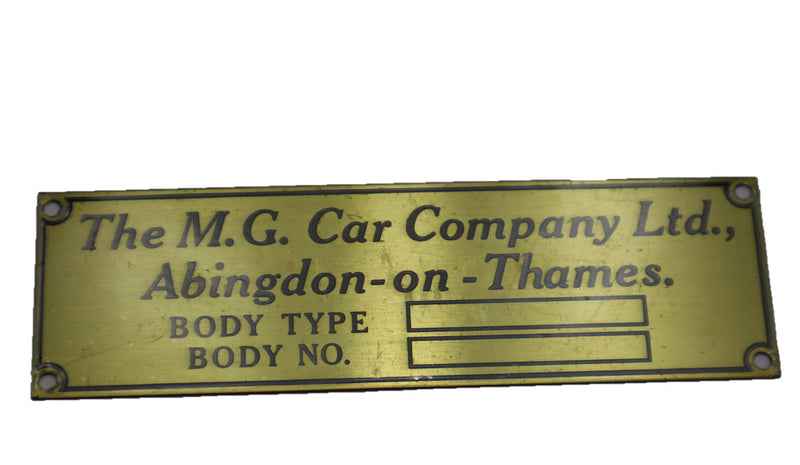 The M.G. Car Company Ltd.,
Abingdon-on-Thames.
BODY TYPE
BODY NO.